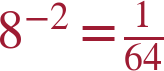 8⁻² = 1/64